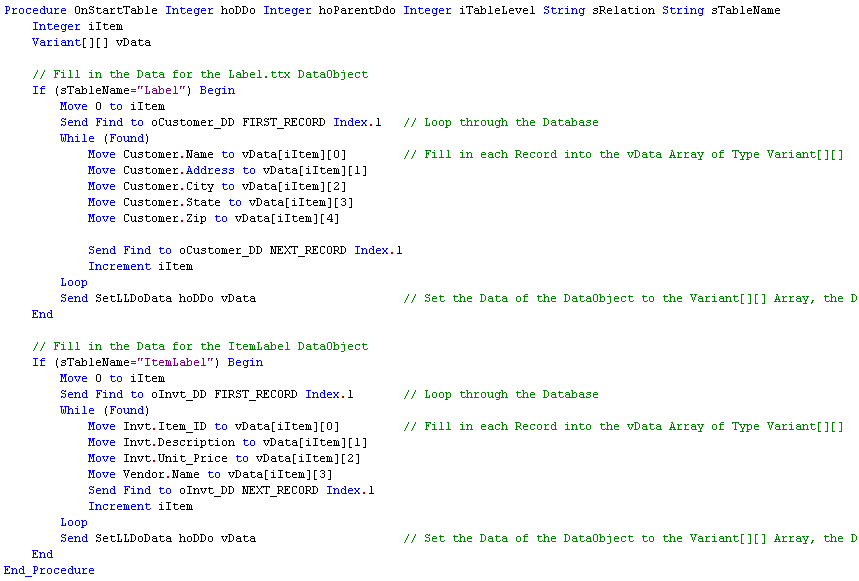 Procedure OnStartTable Integer hoDDo Integer hoParentDdo Integer iTableLevel String sRelation String sTableName
    Integer iItem
    Variant[][] vData

    // Fill in the Data for the Label.ttx DataObject
    If (sTableName="Label") Begin
        Move 0 to iItem
        Send Find to oCustomer_DD FIRST_RECORD Index.1   // Loop through the Database
        While (Found)
            Move Customer.Name to vData[iItem][0]        // Fill in each Record into the vData Array of Type Variant[][]
            Move Customer.Address to vData[iItem][1]
            Move Customer.City to vData[iItem][2]
            Move Customer.State to vData[iItem][3]
            Move Customer.Zip to vData[iItem][4]

            Send Find to oCustomer_DD NEXT_RECORD Index.1
            Increment iItem
        Loop
        Send SetLLDoData hoDDo vData                     // Set the Data of the DataObject to the Variant[][] Array, the D
    End

    // Fill in the Data for the ItemLabel DataObject
    If (sTableName="ItemLabel") Begin
        Move 0 to iItem
        Send Find to oInvt_DD FIRST_RECORD Index.1       // Loop through the Database
        While (Found)
            Move Invt.Item_ID to vData[iItem][0]         // Fill in each Record into the vData Array of Type Variant[][]
            Move Invt.Description to vData[iItem][1]
            Move Invt.Unit_Price to vData[iItem][2]
            Move Vendor.Name to vData[iItem][3]
            Send Find to oInvt_DD NEXT_RECORD Index.1
            Increment iItem
        Loop
        Send SetLLDoData hoDDo vData                     // Set the Data of the DataObject to the Variant[][] Array, the D
    End
End_Procedure